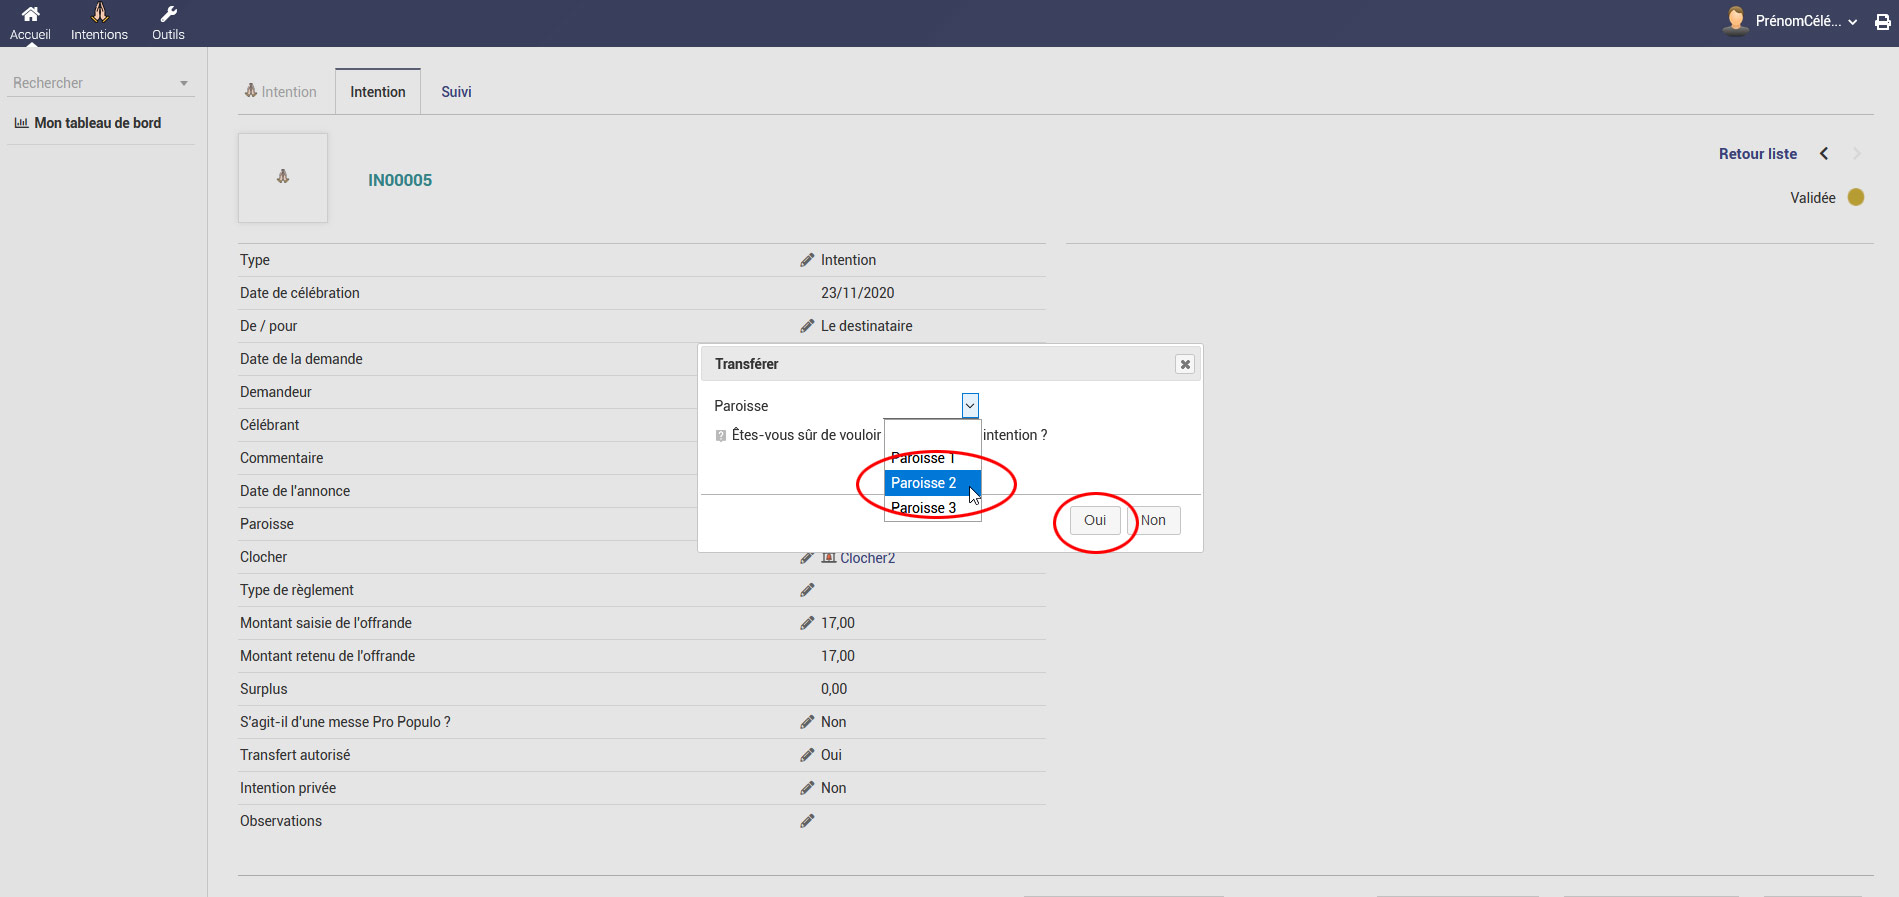 Accueil Intentions Outils PrénomCélé...
Rechercher
Mon tableau de bord
Intention Intention Suivi
IN00005
Retour liste
Validée
Type Intention
Date de célébration 23/11/2020
De / pour Le destinataire
Date de la demande
Demandeur
Célébrant
Commentaire
Date de l'annonce
Paroisse
Clocher Clocher2
Type de règlement
Montant saisie de l'offrande 17,00
Montant retenu de l'offrande 17,00
Surplus 0,00
S'agit-il d'une messe Pro Populo ? Non
Transfert autorisé Oui
Intention privée Non
Observations
Transférer
Paroisse
Êtes-vous sûr de vouloir intention ?
Paroisse 1
Paroisse 2
Paroisse 3
Oui Non